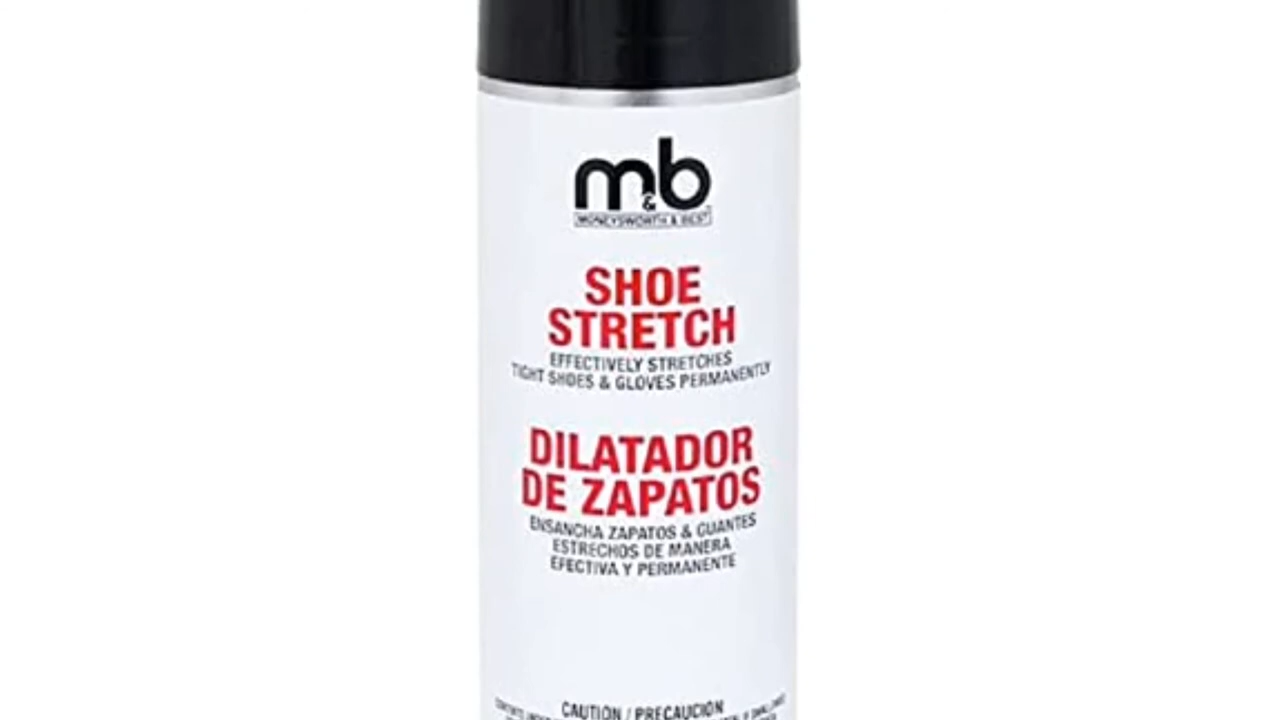 m&b
MONEYSWORTH & BEST
SHOE
STRETCH
EFFECTIVELY STRETCHES
TIGHT SHOES & GLOVES PERMANENTLY
DILATADOR
DE ZAPATOS
ENSANCHA ZAPATOS & GUANTES
ESTRECHOS DE MANERA
EFECTIVA Y PERMANENTE
CAUTION / PRECAUCION